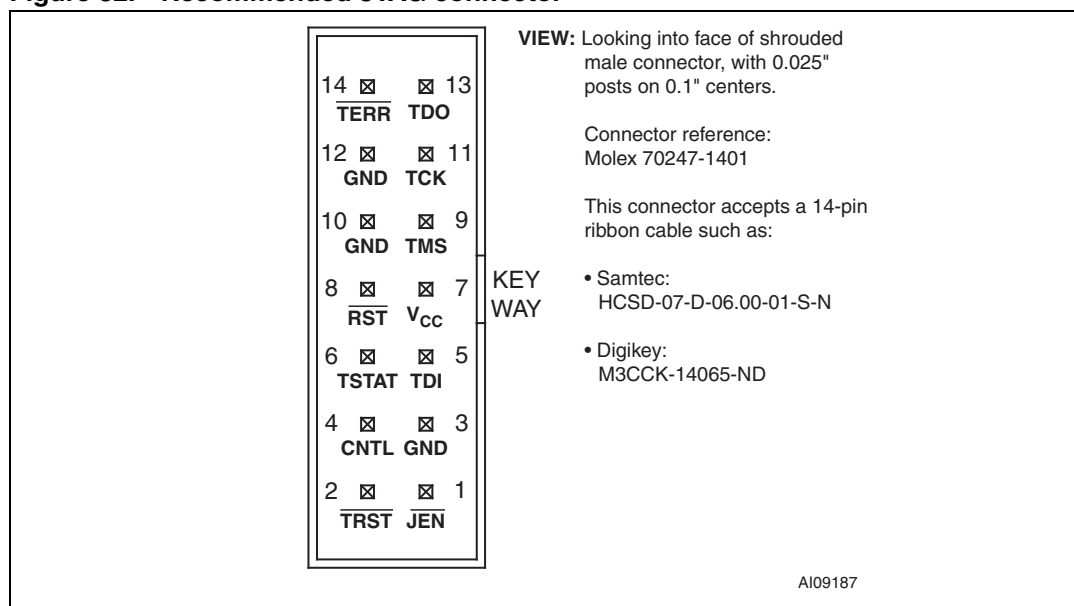 Figure Recommended JTAG connector
VIEW: Looking into face of shrouded
male connector, with 0.025"
posts on 0.1" centers.
Connector reference:
Molex 70247-1401
This connector accepts a 14-pin
ribbon cable such as:
• Samtec:
HCSD-07-D-06.00-01-S-N
• Digikey:
M3CCK-14065-ND
14 13
TERR TDO
12 11
GND TCK
10 9
GND TMS
8 7
RST VCC
KEY
WAY
6 5
TSTAT TDI
4 3
CNTL GND
2 1
TRST JEN
AI09187